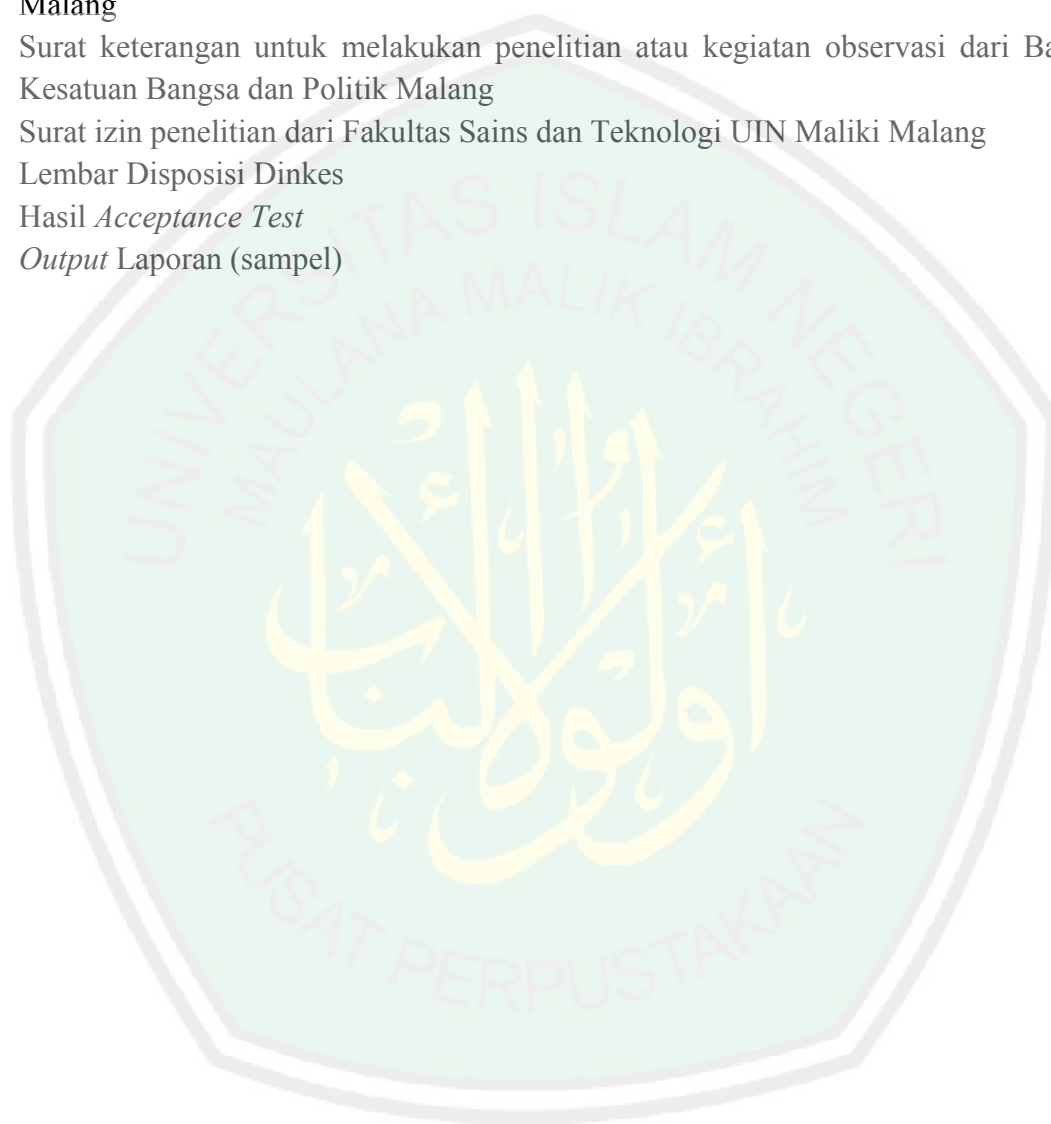 Malang
Surat keterangan untuk melakukan penelitian atau kegiatan observasi dari Ba
Kesatuan Bangsa dan Politik Malang
Surat izin penelitian dari Fakultas Sains dan Teknologi UIN Maliki Malang
Lembar Disposisi Dinkes
Hasil Acceptance Test
Output Laporan (sampel)
UNIVERSITAS ISLAM NEGERI
MAULANA MALIK IBRAHIM
أولوا الألباب
PUSAT PERPUSTAKAAN